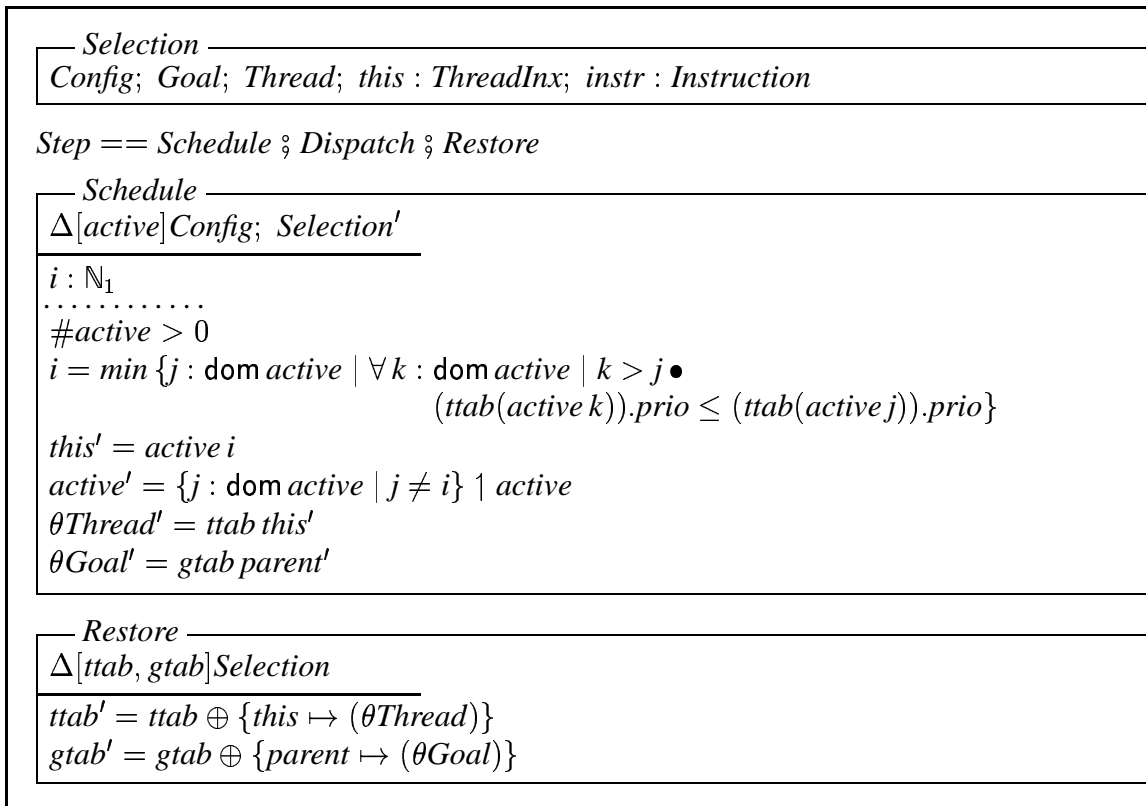 Selection
Config; Goal; Thread; this : ThreadInx; instr : Instruction
Step == Schedule ⨟ Dispatch ⨟ Restore
Schedule
Δ[active]Config; Selection′
i : ℕ₁
............
#active > 0
i = min {j : dom active | ∀ k : dom active | k > j •
(ttab(active k)).prio ≤ (ttab(active j)).prio}
this′ = active i
active′ = {j : dom active | j ≠ i} ↿ active
θThread′ = ttab this′
θGoal′ = gtab parent′
Restore
Δ[ttab, gtab]Selection
ttab′ = ttab ⊕ {this ↦ (θThread)}
gtab′ = gtab ⊕ {parent ↦ (θGoal)}